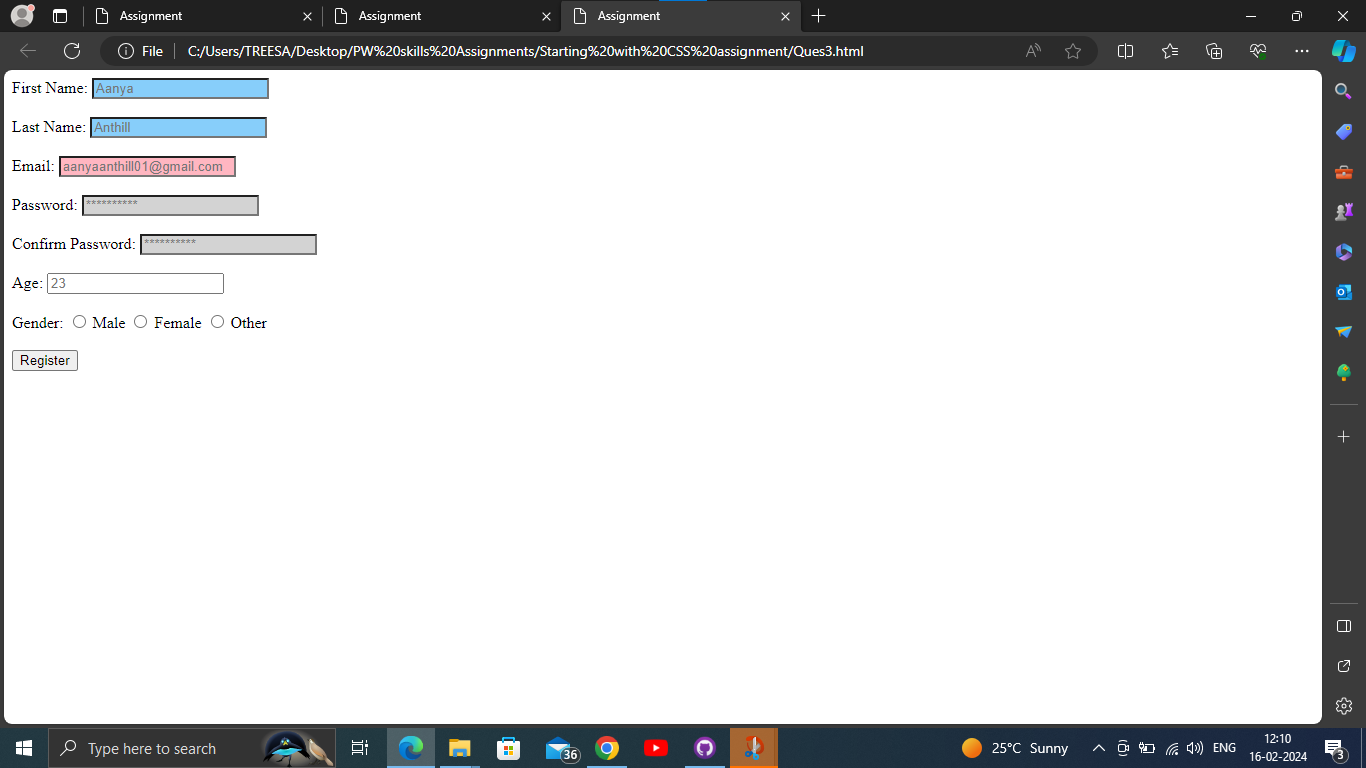 Assignment
Assignment
Assignment
File C:/Users/TREESA/Desktop/PW%20skills%20Assignments/Starting%20with%20CSS%20assignment/Ques3.html
First Name: Aanya
Last Name: Anthill
Email: aanyaanthill01@gmail.com
Password: **********
Confirm Password: **********
Age: 23
Gender: Male Female Other
Register
Type here to search
36
25°C Sunny
ENG
12:10
16-02-2024
3